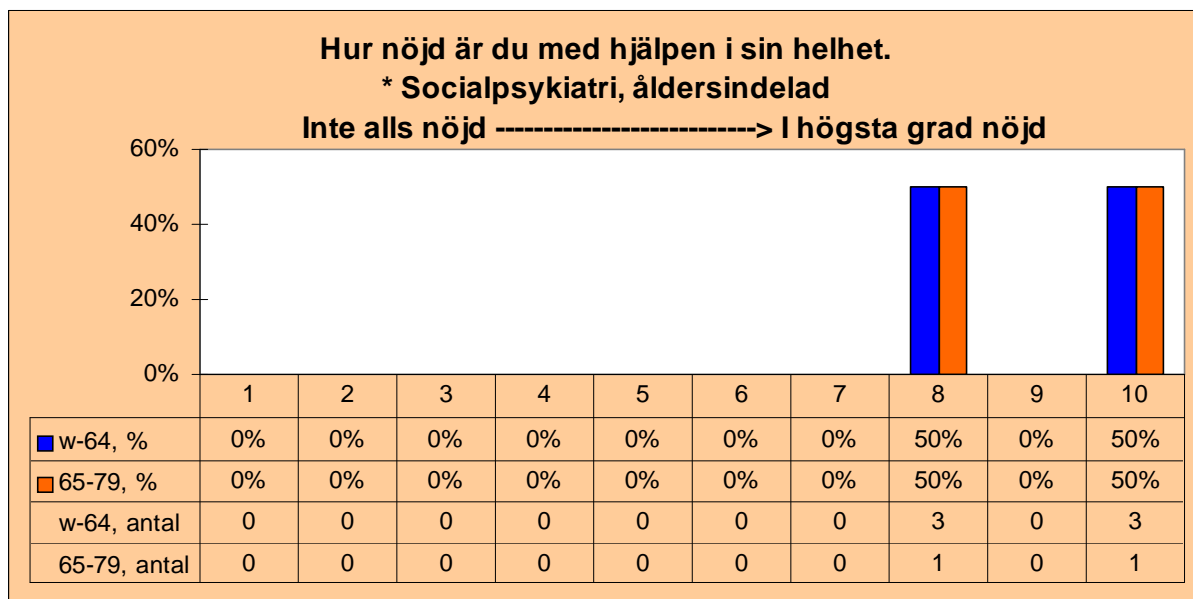 Hur nöjd är du med hjälpen i sin helhet.
* Socialpsykiatri, åldersindelad
Inte alls nöjd ---------------------------> I högsta grad nöjd
60%
40%
20%
0%
1 2 3 4 5 6 7 8 9 10
w-64, % 0% 0% 0% 0% 0% 0% 0% 50% 0% 50%
65-79, % 0% 0% 0% 0% 0% 0% 0% 50% 0% 50%
w-64, antal 0 0 0 0 0 0 0 3 0 3
65-79, antal 0 0 0 0 0 0 0 1 0 1